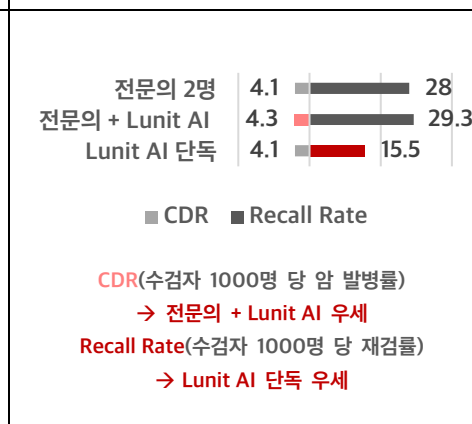 전문의 2명 4.1 28
전문의 + Lunit AI 4.3 29.3
Lunit AI 단독 4.1 15.5
CDR Recall Rate
CDR(수검자 1000명 당 암 발병률)
→ 전문의 + Lunit AI 우세
Recall Rate(수검자 1000명 당 재검률)
→ Lunit AI 단독 우세